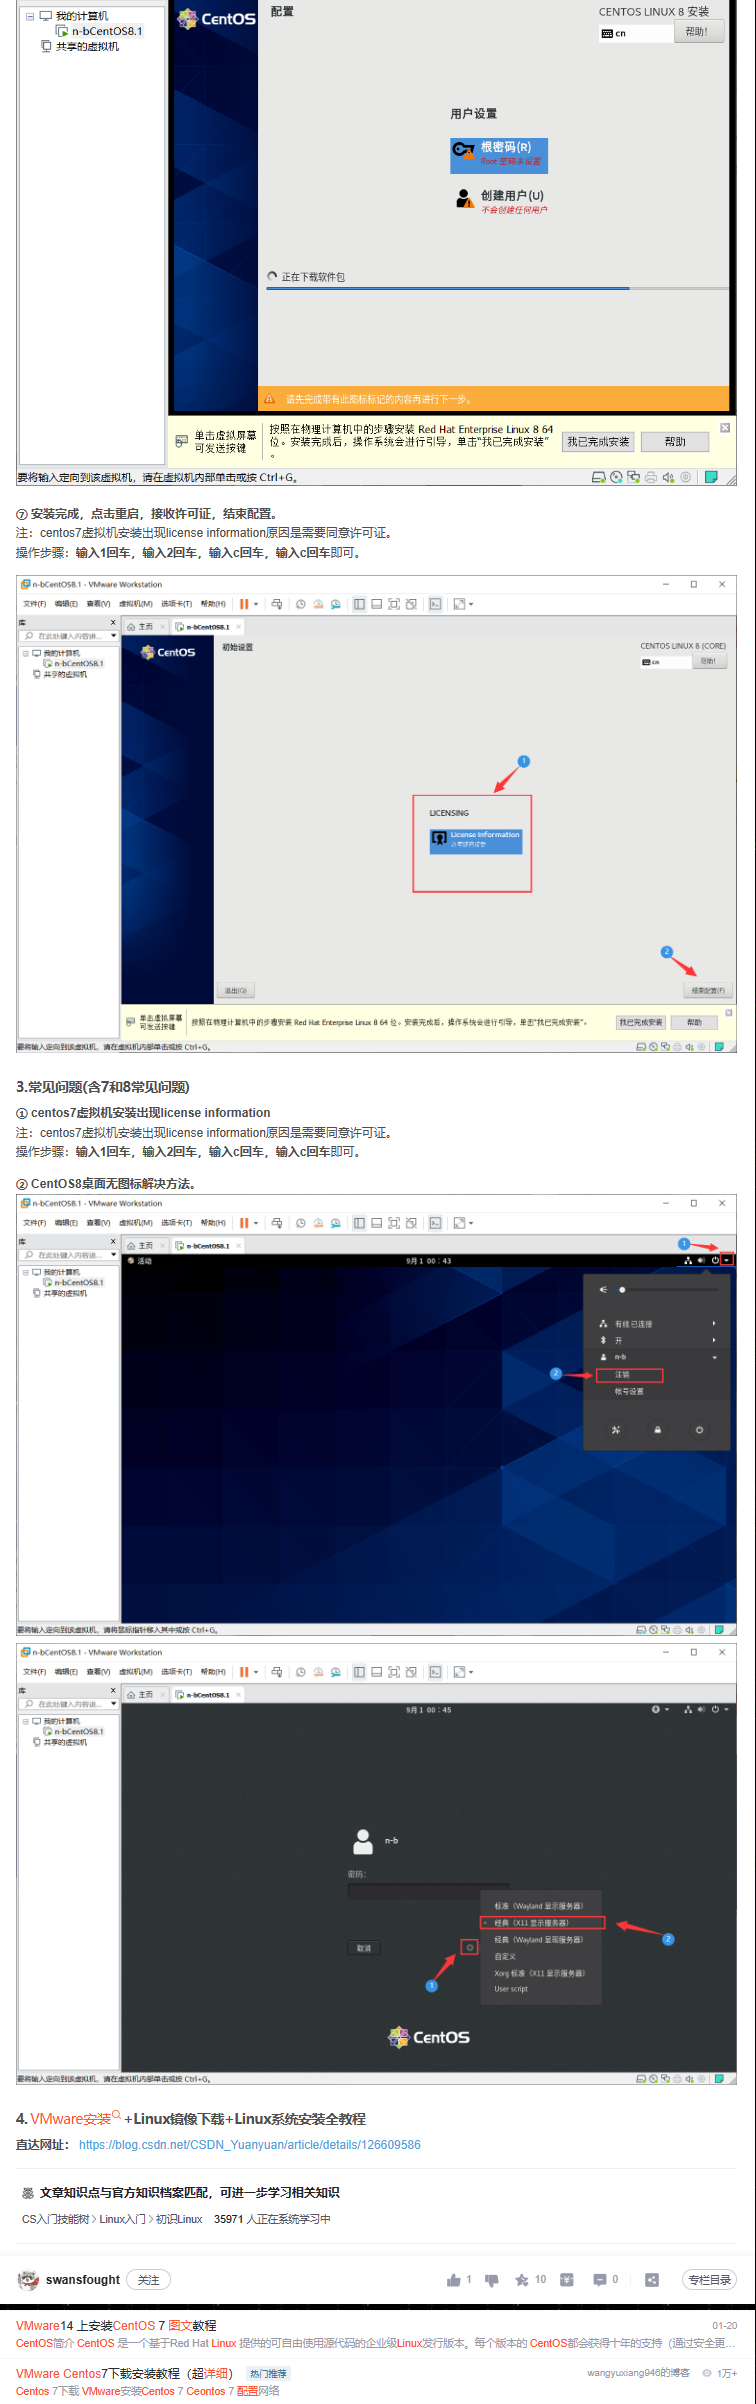 我的计算机
n-bCentOS8.1
共享的虚拟机
CentOS
配置
CENTOS LINUX 8 安装
cn
帮助!
用户设置
根密码(R)
Root 密码未设置
创建用户(U)
不会创建任何用户
正在下载软件包
请先完成带有此图标标记的内容再进行下一步。
单击虚拟屏幕
可发送按键
按照在物理计算机中的步骤安装 Red Hat Enterprise Linux 8 64
位。安装完成后，操作系统会进行引导，单击“我已完成安装”
。
我已完成安装
帮助
要将输入定向到该虚拟机，请在虚拟机内部单击或按 Ctrl+G。
⑦ 安装完成，点击重启，接收许可证，结束配置。
注：centos7虚拟机安装出现license information原因是需要同意许可证。
操作步骤：输入1回车，输入2回车，输入c回车，输入c回车即可。
n-bCentOS8.1 - VMware Workstation
文件(F) 编辑(E) 查看(V) 虚拟机(M) 选项卡(T) 帮助(H)
库
在此处键入内容进...
主页
n-bCentOS8.1
我的计算机
n-bCentOS8.1
共享的虚拟机
CentOS
初始设置
CENTOS LINUX 8 (CORE)
cn
帮助!
1
LICENSING
License Information
2
退出(Q)
结束配置(F)
单击虚拟屏幕
可发送按键
按照在物理计算机中的步骤安装 Red Hat Enterprise Linux 8 64 位。安装完成后，操作系统会进行引导，单击“我已完成安装”。
我已完成安装
帮助
要将输入定向到该虚拟机，请在虚拟机内部单击或按 Ctrl+G。
3.常见问题(含7和8常见问题)
① centos7虚拟机安装出现license information
注：centos7虚拟机安装出现license information原因是需要同意许可证。
操作步骤：输入1回车，输入2回车，输入c回车，输入c回车即可。
② CentOS8桌面无图标解决方法。
n-bCentOS8.1 - VMware Workstation
文件(F) 编辑(E) 查看(V) 虚拟机(M) 选项卡(T) 帮助(H)
库
在此处键入内容进...
主页
n-bCentOS8.1
1
我的计算机
n-bCentOS8.1
共享的虚拟机
活动
9月 1 00：43
有线 已连接
开
n-b
2
注销
帐号设置
要将输入定向到该虚拟机，请将鼠标指针移入其中或按 Ctrl+G。
n-bCentOS8.1 - VMware Workstation
文件(F) 编辑(E) 查看(V) 虚拟机(M) 选项卡(T) 帮助(H)
库
在此处键入内容进...
主页
n-bCentOS8.1
我的计算机
n-bCentOS8.1
共享的虚拟机
9月 1 00：45
n-b
密码：
标准（Wayland 显示服务器）
经典（X11 显示服务器）
经典（Wayland 显示服务器）
自定义
Xorg 标准（X11 显示服务器）
User script
取消
1
2
CentOS
要将输入定向到该虚拟机，请在虚拟机内部单击或按 Ctrl+G。
4. VMware安装+Linux镜像下载+Linux系统安装全教程
直达网址： https://blog.csdn.net/CSDN_Yuanyuan/article/details/126609586
文章知识点与官方知识档案匹配，可进一步学习相关知识
CS入门技能树 > Linux入门 > 初识Linux 35971 人正在系统学习中
swansfought
关注
1
10
0
专栏目录
VMware14 上安装CentOS 7 图文教程
01-20
CentOS简介 CentOS 是一个基于Red Hat Linux 提供的可自由使用源代码的企业级Linux发行版本。每个版本的 CentOS都会获得十年的支持（通过安全更...
VMware Centos7下载安装教程（超详细）
热门推荐
wangyuxiang946的博客
1万+
Centos 7下载 VMware安装Centos 7 Ceontos 7 配置网络